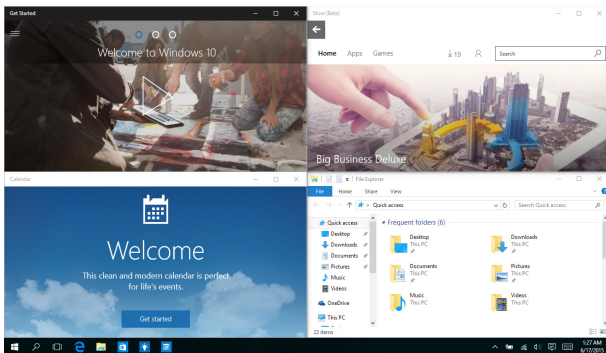 Get Started
Welcome to Windows 10
Store (Beta)
Home Apps Games
19
Search
Big Business Deluxe
Calendar
Welcome
This clean and modern calendar is perfect
for life's events.
Get started
File Explorer
File Home Share View
Quick access
Search Quick access
Quick access
Desktop
Downloads
Documents
Pictures
Music
Videos
OneDrive
This PC
Frequent folders (6)
Desktop
This PC
Downloads
This PC
Documents
This PC
Pictures
This PC
Music
This PC
Videos
This PC
22 items
1:27 AM
6/17/2015